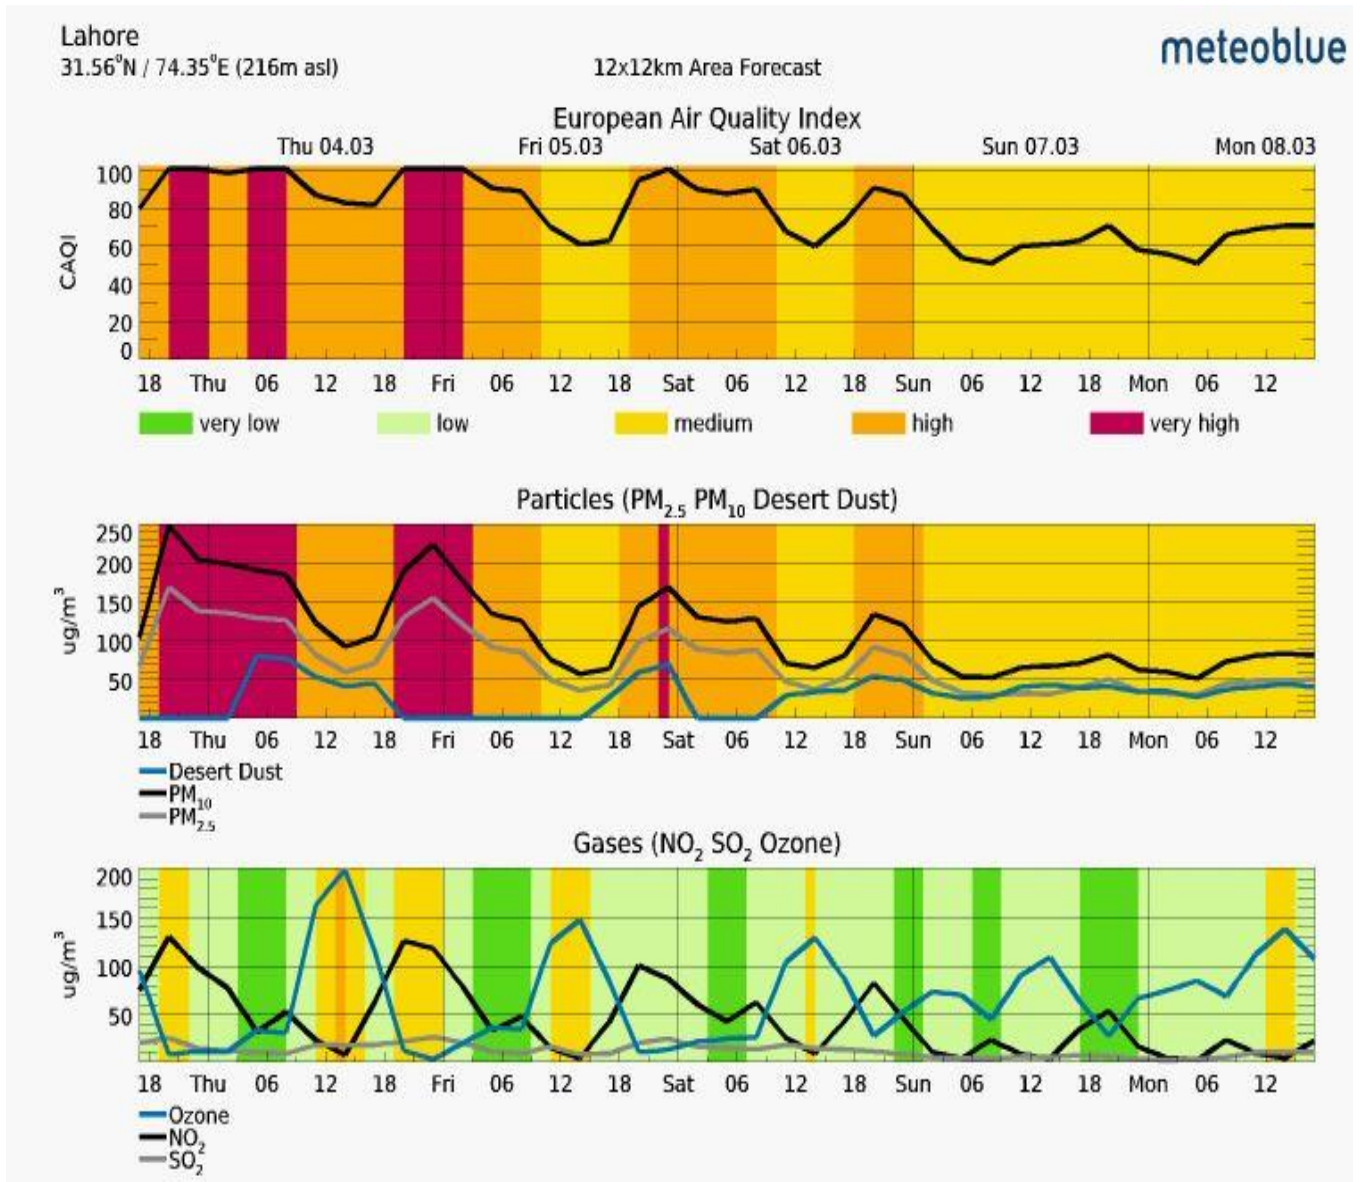 Lahore
meteoblue
31.56°N / 74.35°E (216m asl)
12x12km Area Forecast
European Air Quality Index
Thu 04.03 Fri 05.03 Sat 06.03 Sun 07.03 Mon 08.03
100
80
60
40
20
0
CAQI
18 Thu 06 12 18 Fri 06 12 18 Sat 06 12 18 Sun 06 12 18 Mon 06 12
very low low medium high very high
Particles (PM2.5 PM10 Desert Dust)
250
200
150
100
50
ug/m³
18 Thu 06 12 18 Fri 06 12 18 Sat 06 12 18 Sun 06 12 18 Mon 06 12
Desert Dust
PM10
PM2.5
Gases (NO2 SO2 Ozone)
200
150
100
50
ug/m³
18 Thu 06 12 18 Fri 06 12 18 Sat 06 12 18 Sun 06 12 18 Mon 06 12
Ozone
NO2
SO2